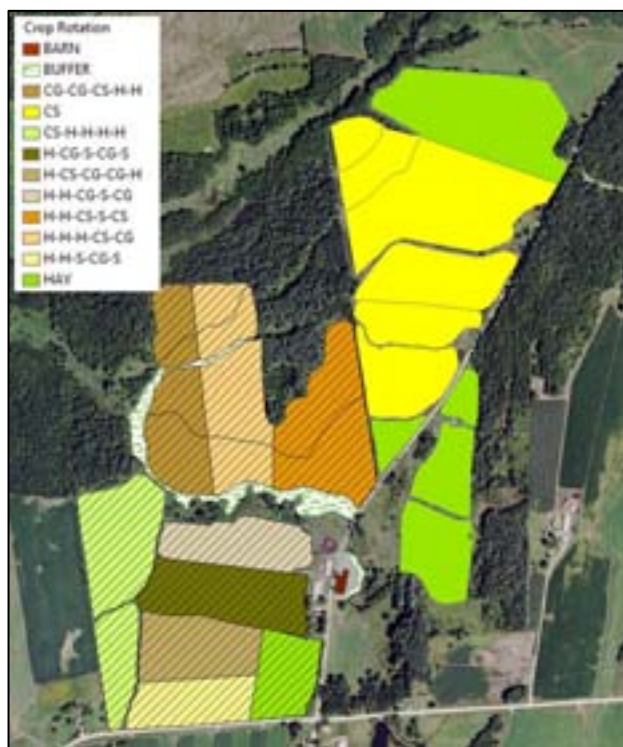 Crop Rotation
BARN
BUFFER
CG-CG-CS-H-H
CS
CS-H-H-H-H
H-CG-S-CG-S
H-CS-CG-CG-H
H-H-CG-S-CG
H-H-CS-S-CS
H-H-H-CS-CG
H-H-S-CG-S
HAY